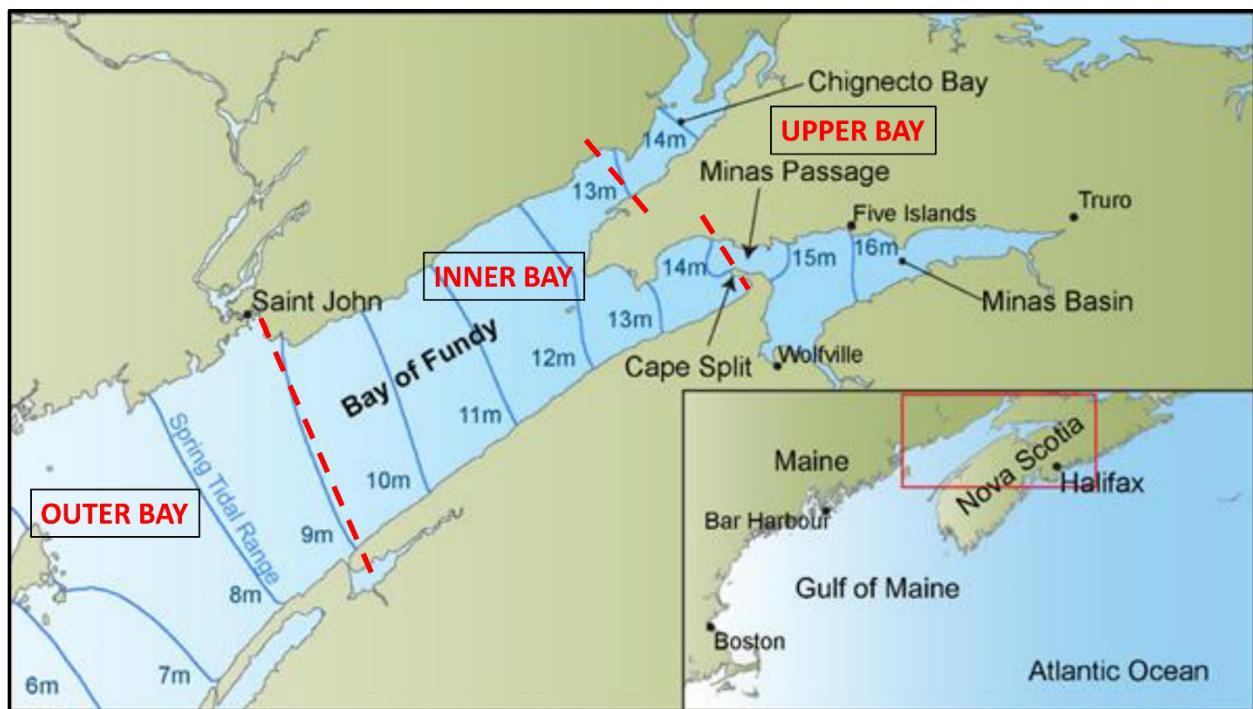 Chignecto Bay
UPPER BAY
14m
Minas Passage
13m
Five Islands
Truro
16m
15m
14m
INNER BAY
Minas Basin
Saint John
13m
Bay of Fundy
12m
Cape Split
Wolfville
11m
Spring Tidal Range
10m
OUTER BAY
9m
8m
7m
6m
Maine
Nova Scotia
Halifax
Bar Harbour
Gulf of Maine
Boston
Atlantic Ocean